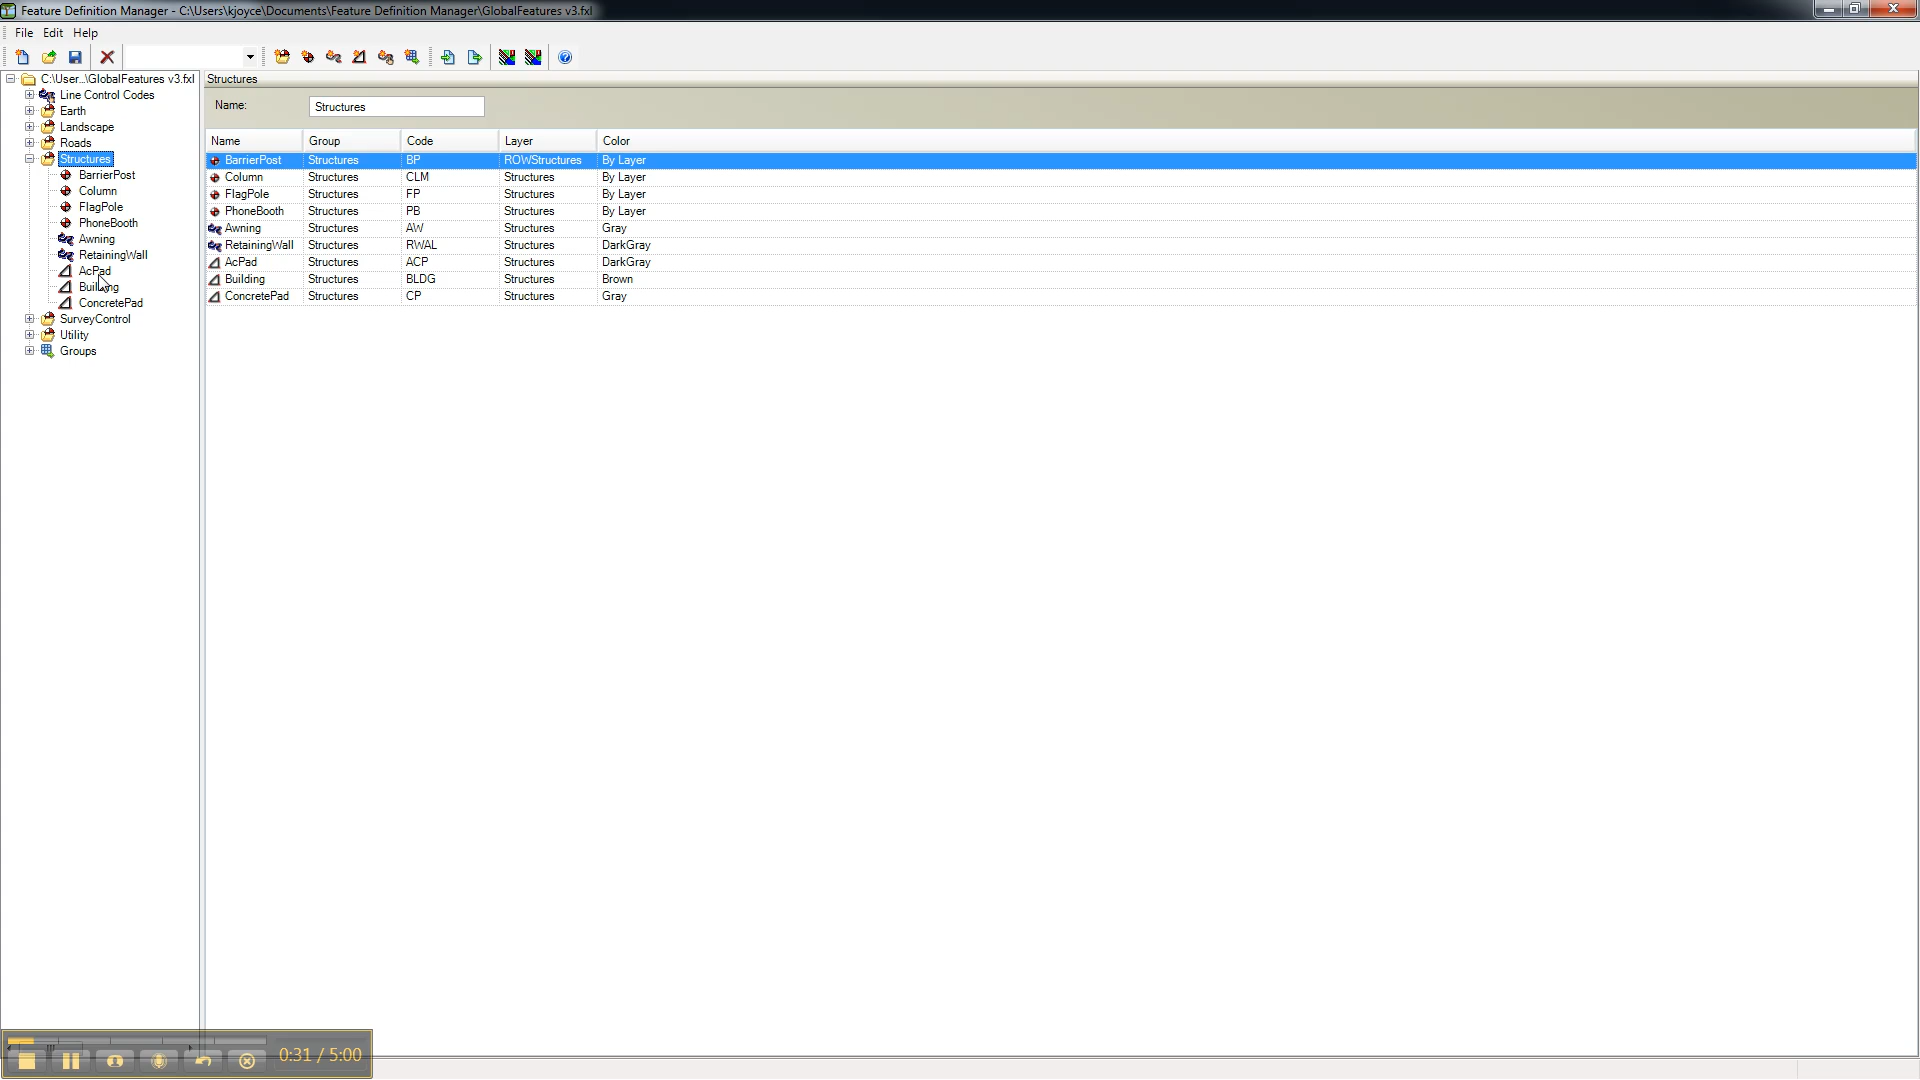 Feature Definition Manager - C:\Users\kjoyce\Documents\Feature Definition Manager\GlobalFeatures v3.fxl
File Edit Help
C:\User...\GlobalFeatures v3.fxl
Line Control Codes
Earth
Landscape
Roads
Structures
BarrierPost
Column
FlagPole
PhoneBooth
Awning
RetainingWall
AcPad
Building
ConcretePad
SurveyControl
Utility
Groups
Structures
Name: Structures
Name Group Code Layer Color
BarrierPost Structures BP ROWStructures By Layer
Column Structures CLM Structures By Layer
FlagPole Structures FP Structures By Layer
PhoneBooth Structures PB Structures By Layer
Awning Structures AW Structures Gray
RetainingWall Structures RWAL Structures DarkGray
AcPad Structures ACP Structures DarkGray
Building Structures BLDG Structures Brown
ConcretePad Structures CP Structures Gray
0:31 / 5:00